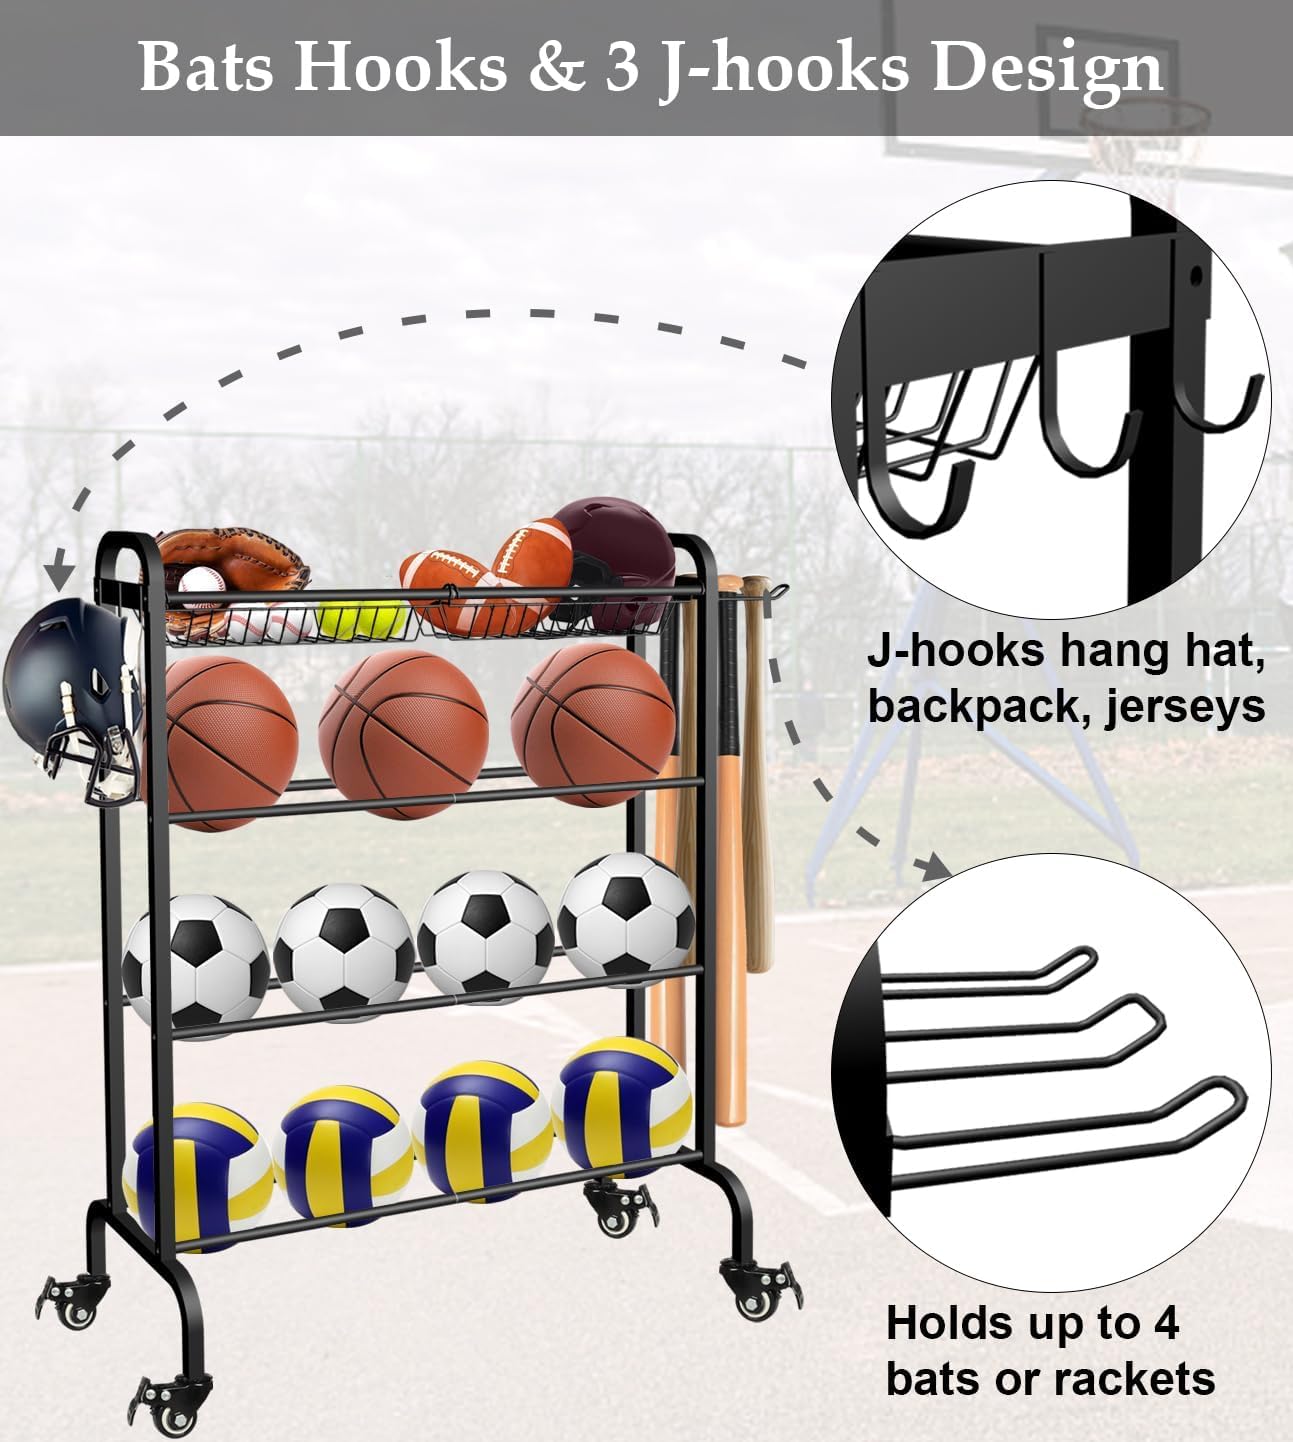 Bats Hooks & 3 J-hooks Design
J-hooks hang hat,
backpack, jerseys
Holds up to 4
bats or rackets